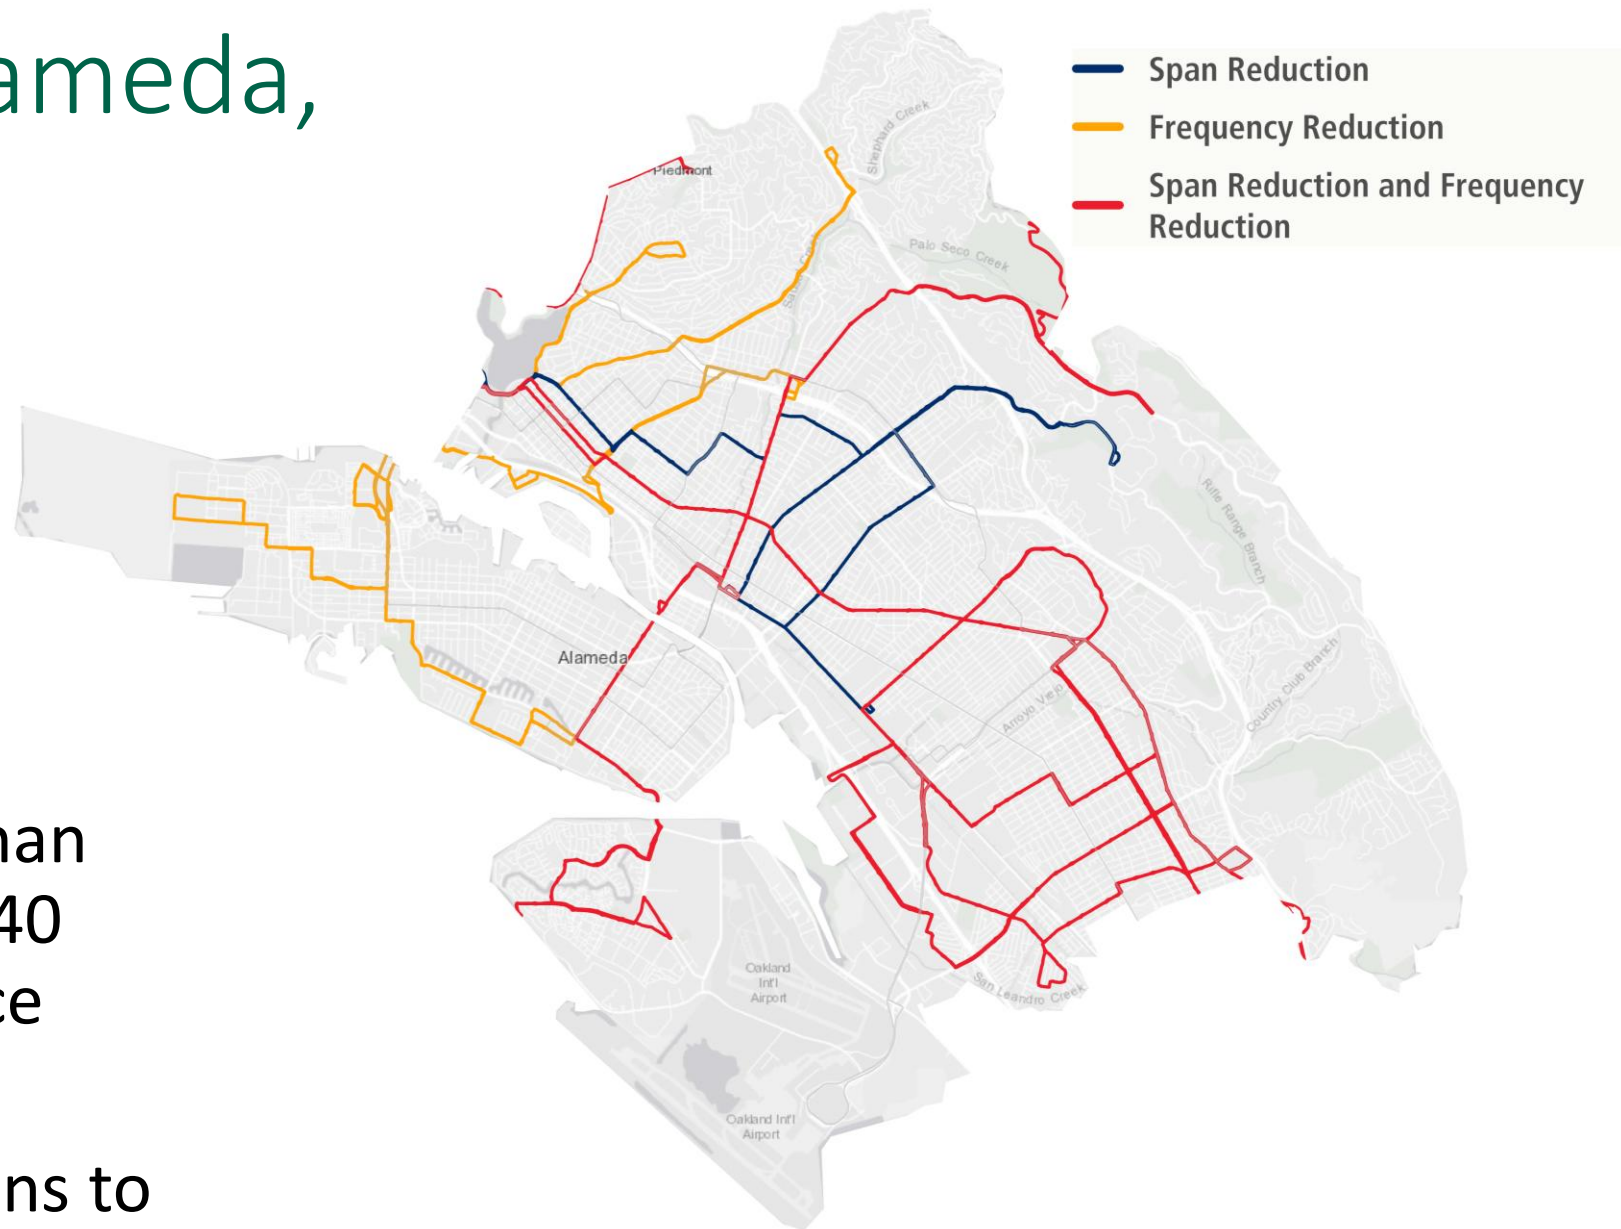 ameda,
Span Reduction
Frequency Reduction
Span Reduction and Frequency
Reduction
Shephard Creek
Piedmont
Palo Seco Creek
Rifle Range Branch
Alameda
Country Club Branch
Arroyo Viejo
han
40
ce
Oakland
Int'l
Airport
San Leandro Creek
Oakland Int'l
Airport
ns to